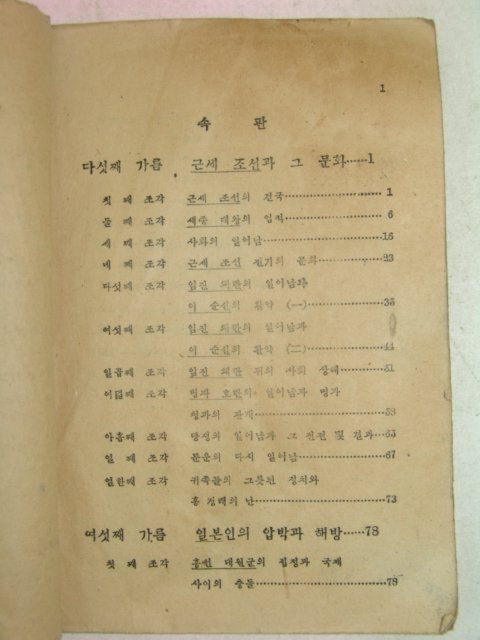 1
속 판
다섯째 가름 근세 조선과 그 문화……1
첫 째 조각 근세 조선의 건국………………1
둘 째 조각 세종 대왕의 업적………………6
세 째 조각 사화의 일어남………………16
네 째 조각 근세 조선 전기의 문화………………23
다섯째 조각 임진 왜란의 일어남과
이 순신의 활약 (一)………………35
여섯째 조각 임진 왜란의 일어남과
이 순신의 활약 (二)………………44
일곱째 조각 임진 왜란 뒤의 사회 상태……51
여덟째 조각 호란의 일어남과
청과의 관계………………58
아홉째 조각 당쟁의 일어남과 그 진전 및 결과…65
열 째 조각 문운의 다시 일어남………………67
열한째 조각 귀족들의 그릇된 정치와
홍 경래의 난………………73
여섯째 가름 일본인의 압박과 해방……78
첫 째 조각 흥선 대원군의 집정과 국제
사이의 충돌………………78